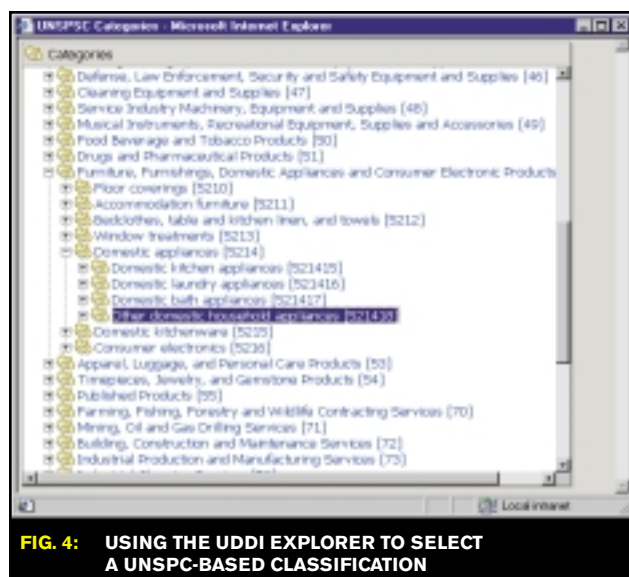 UNSPSC Categories - Microsoft Internet Explorer
Categories
Defense, Law Enforcement, Security and Safety Equipment and Supplies [46]
Cleaning Equipment and Supplies [47]
Service Industry Machinery, Equipment and Supplies [48]
Musical Instruments, Recreational Equipment, Supplies and Accessories [49]
Food Beverage and Tobacco Products [50]
Drugs and Pharmaceutical Products [51]
Furniture, Furnishings, Domestic Appliances and Consumer Electronic Products
Floor coverings [5210]
Accommodation furniture [5211]
Bedclothes, table and kitchen linen, and towels [5212]
Window treatments [5213]
Domestic appliances [5214]
Domestic kitchen appliances [521415]
Domestic laundry appliances [521416]
Domestic bath appliances [521417]
Other domestic household appliances [521418]
Domestic kitchenware [5215]
Consumer electronics [5216]
Apparel, Luggage, and Personal Care Products [53]
Timepieces, Jewelry, and Gemstone Products [54]
Published Products [55]
Farming, Fishing, Forestry and Wildlife Contracting Services [70]
Mining, Oil and Gas Drilling Services [71]
Building, Construction and Maintenance Services [72]
Industrial Production and Manufacturing Services [73]
Local intranet
FIG. 4: USING THE UDDI EXPLORER TO SELECT
A UNSPC-BASED CLASSIFICATION